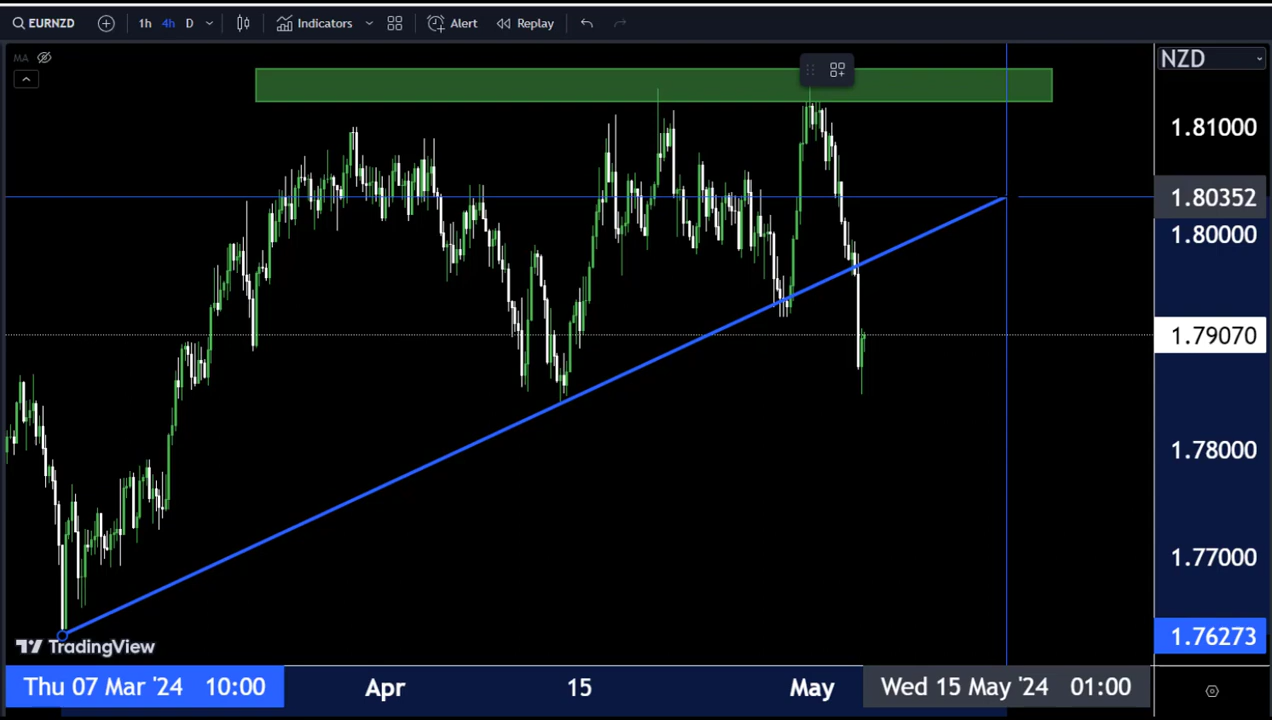 EURNZD 1h 4h D Indicators Alert Replay
MA
NZD
1.81000
1.80352
1.80000
1.79070
1.78000
1.77000
1.76273
TradingView
Thu 07 Mar '24 10:00 Apr 15 May Wed 15 May '24 01:00